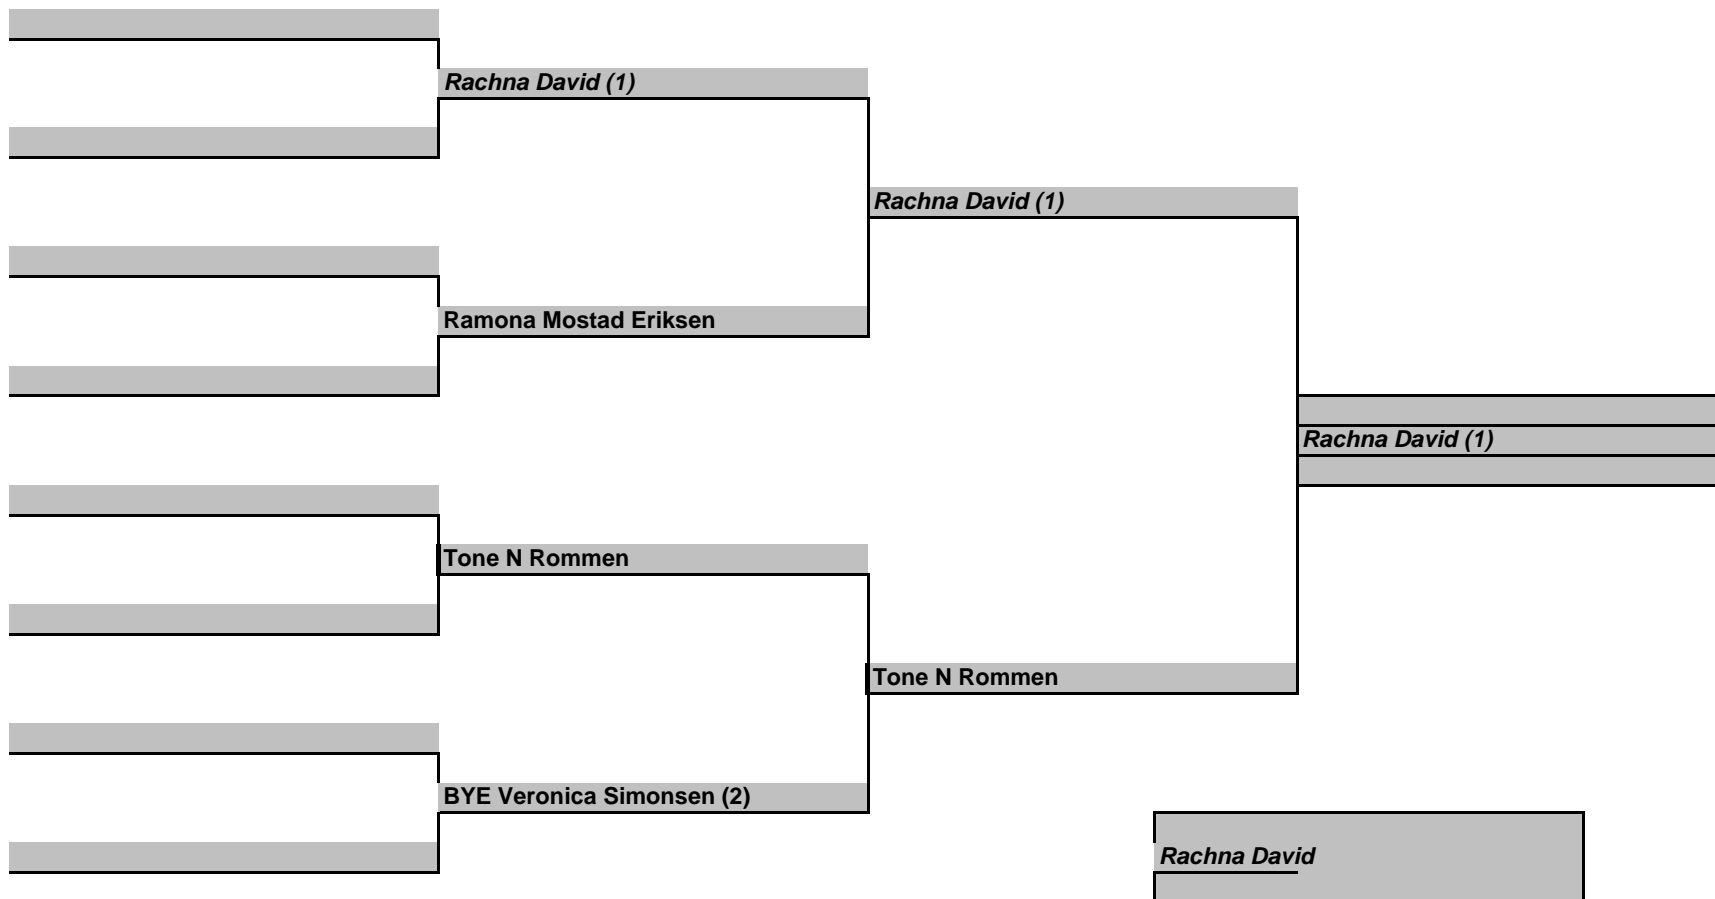 Rachna David (1)
Rachna David (1)
Ramona Mostad Eriksen
Rachna David (1)
Tone N Rommen
Tone N Rommen
BYE Veronica Simonsen (2)
Rachna David